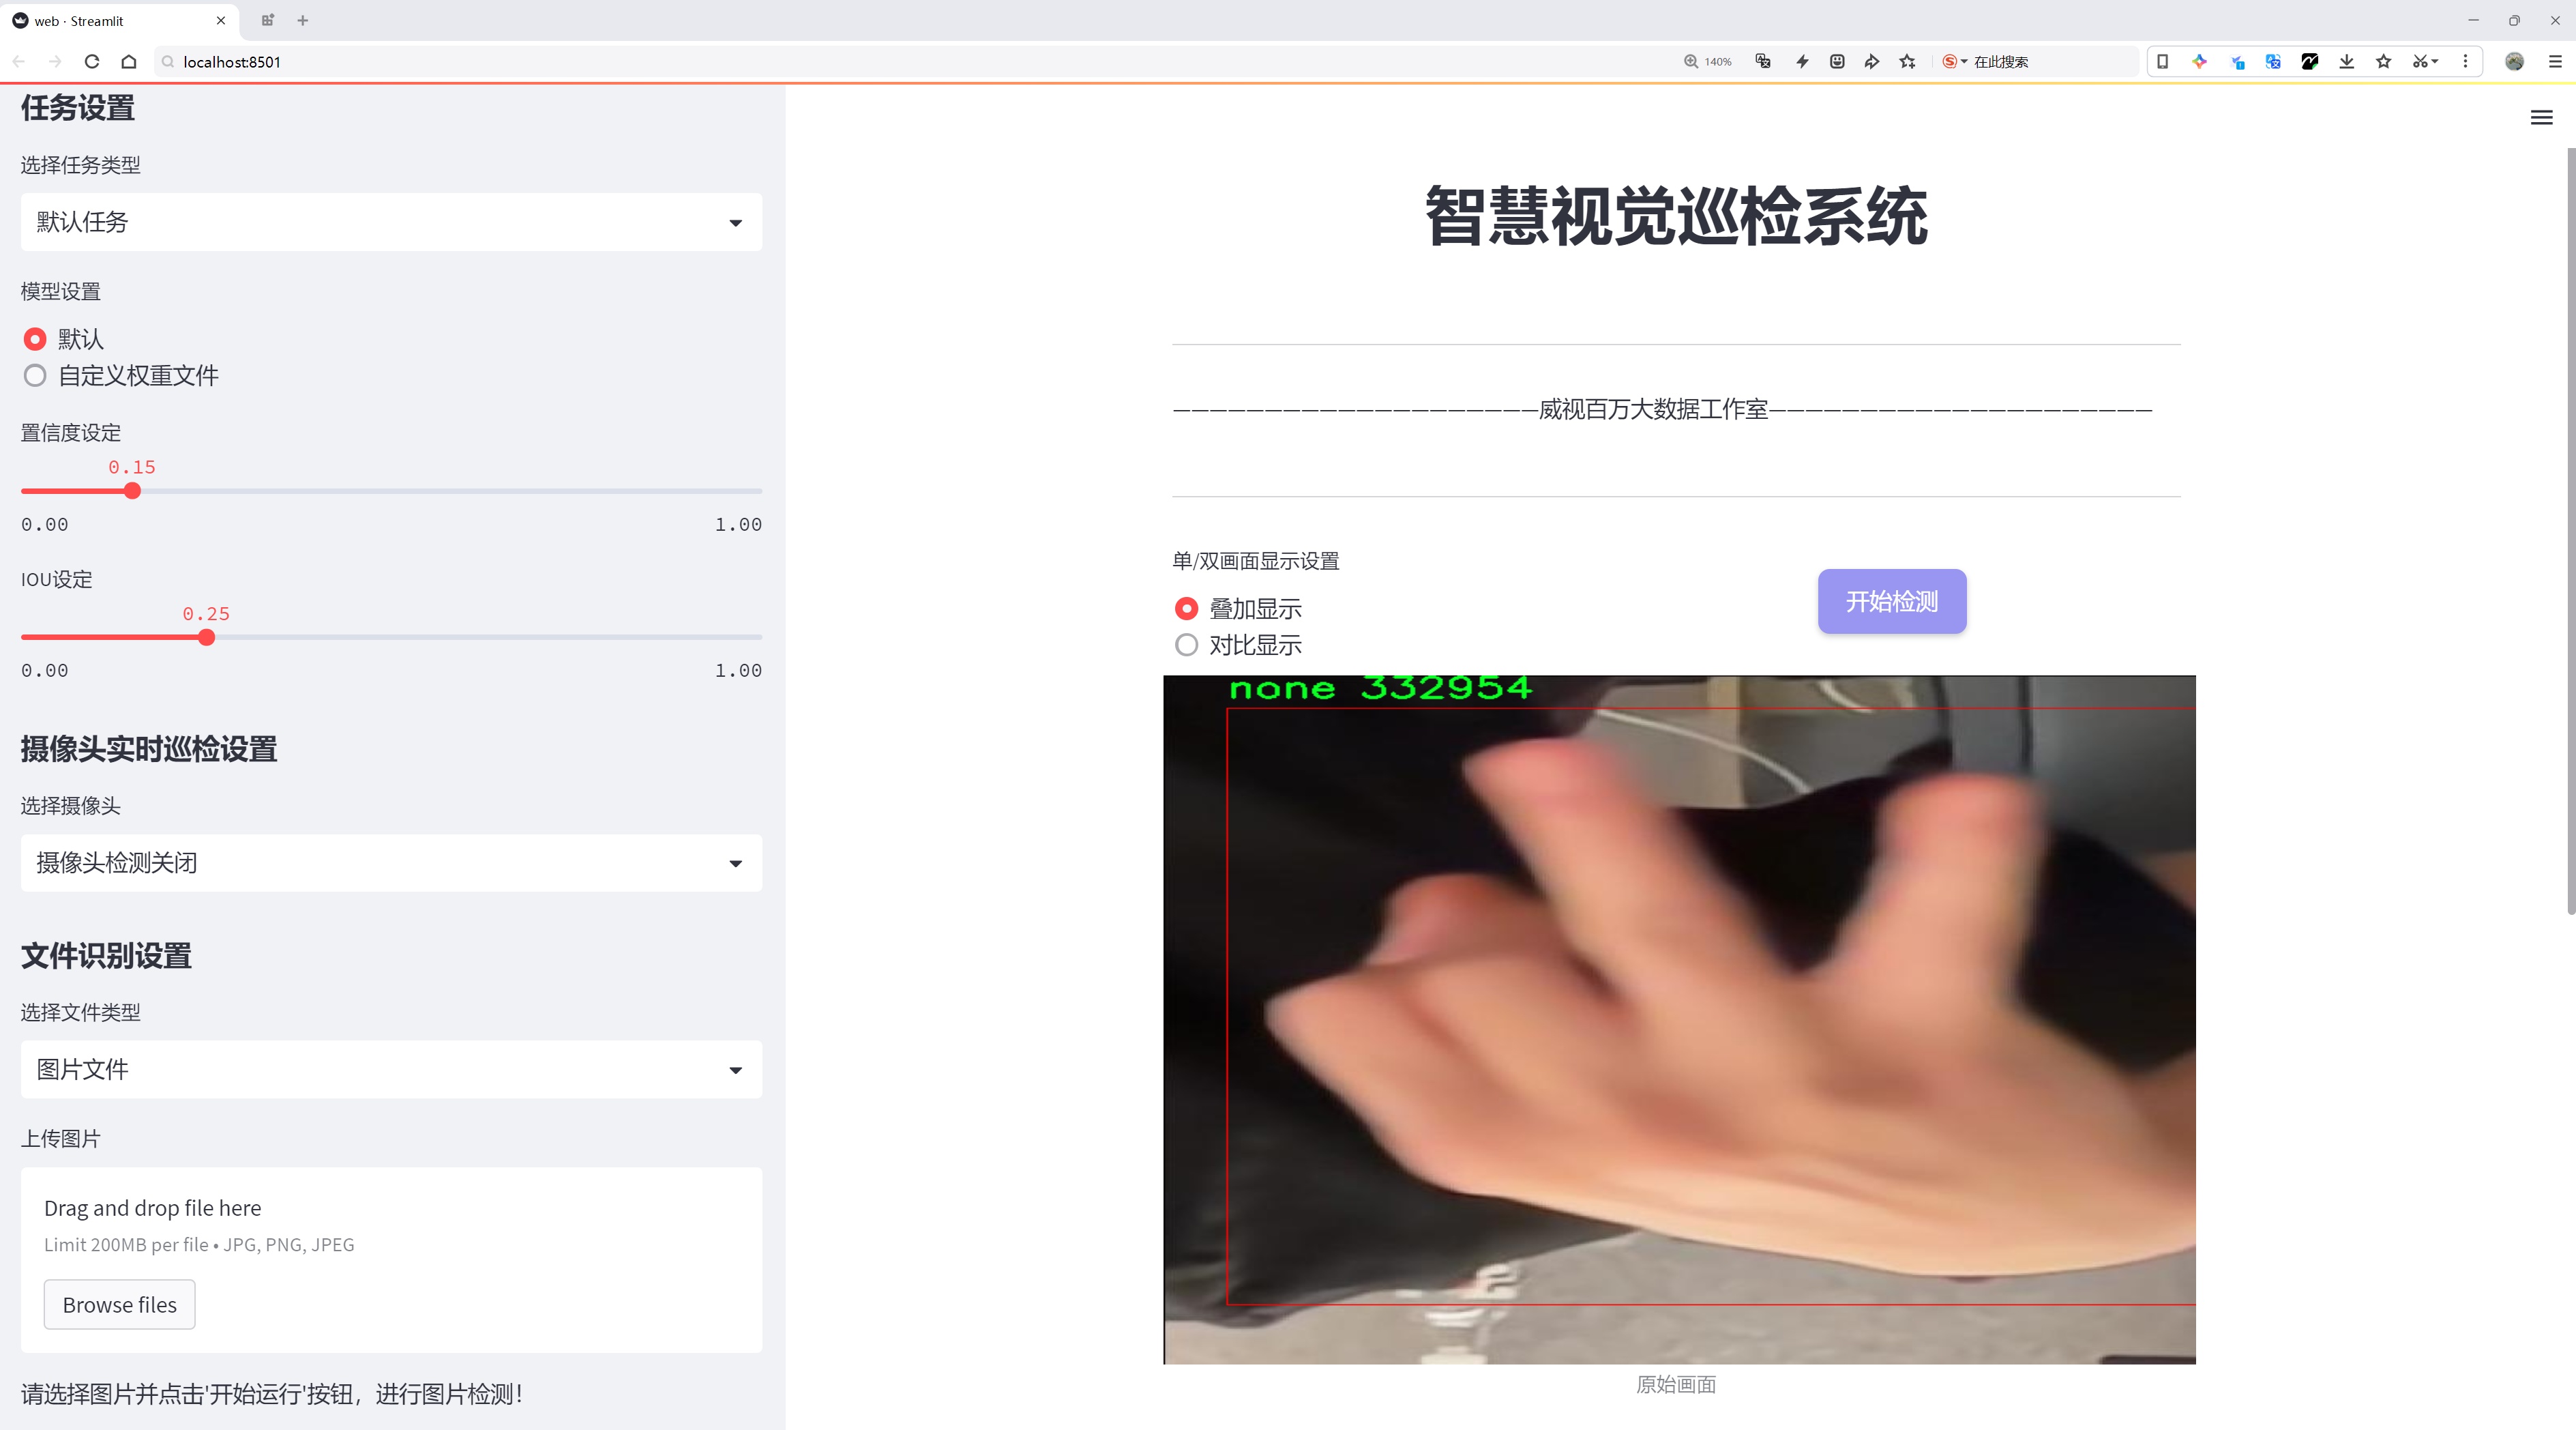 web · Streamlit
localhost:8501
140%
在此搜索
任务设置
选择任务类型
默认任务
模型设置
默认
自定义权重文件
置信度设定
0.15
0.00 1.00
IOU设定
0.25
0.00 1.00
摄像头实时巡检设置
选择摄像头
摄像头检测关闭
文件识别设置
选择文件类型
图片文件
上传图片
Drag and drop file here
Limit 200MB per file • JPG, PNG, JPEG
Browse files
请选择图片并点击'开始运行'按钮，进行图片检测！
智慧视觉巡检系统
————————————————————威视百万大数据工作室—————————————————————
单/双画面显示设置
叠加显示
对比显示
开始检测
none 332954
原始画面